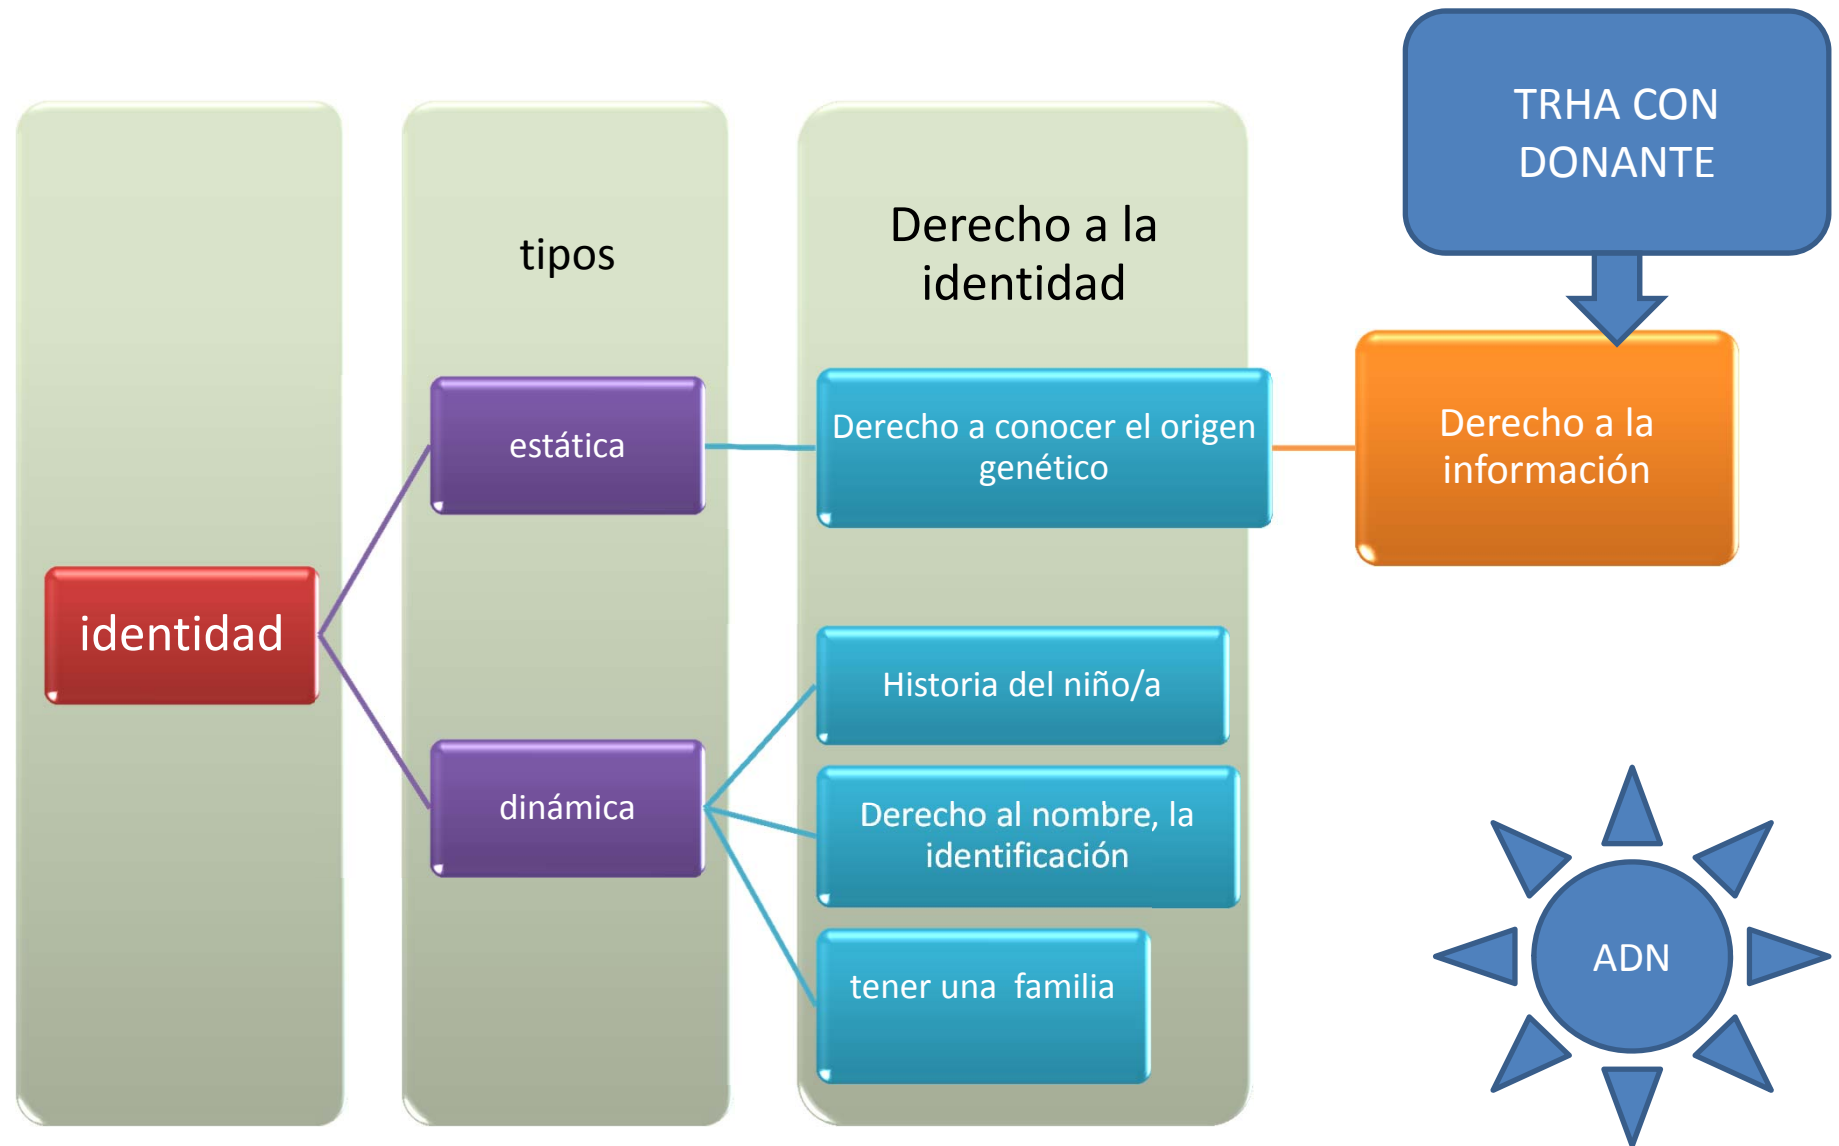 TRHA CON
DONANTE
tipos
Derecho a la
identidad
estática
Derecho a conocer el origen
genético
Derecho a la
información
identidad
Historia del niño/a
dinámica
Derecho al nombre, la
identificación
tener una  familia
ADN